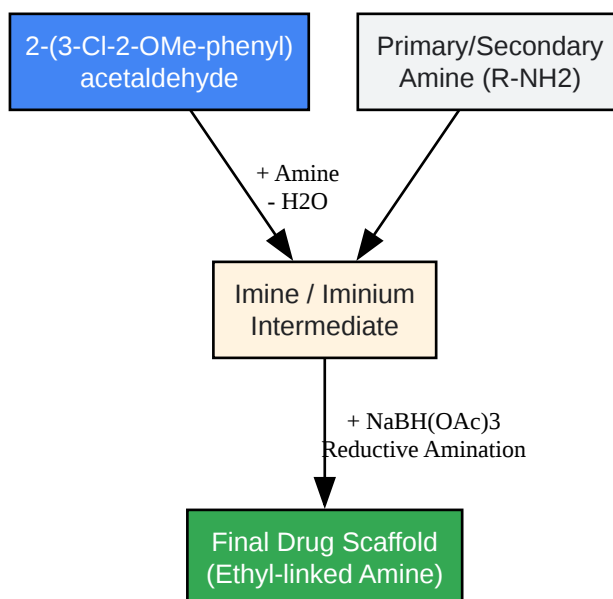 2-(3-Cl-2-OMe-phenyl)
acetaldehyde
Primary/Secondary
Amine (R-NH2)
+ Amine
- H2O
Imine / Iminium
Intermediate
+ NaBH(OAc)3
Reductive Amination
Final Drug Scaffold
(Ethyl-linked Amine)